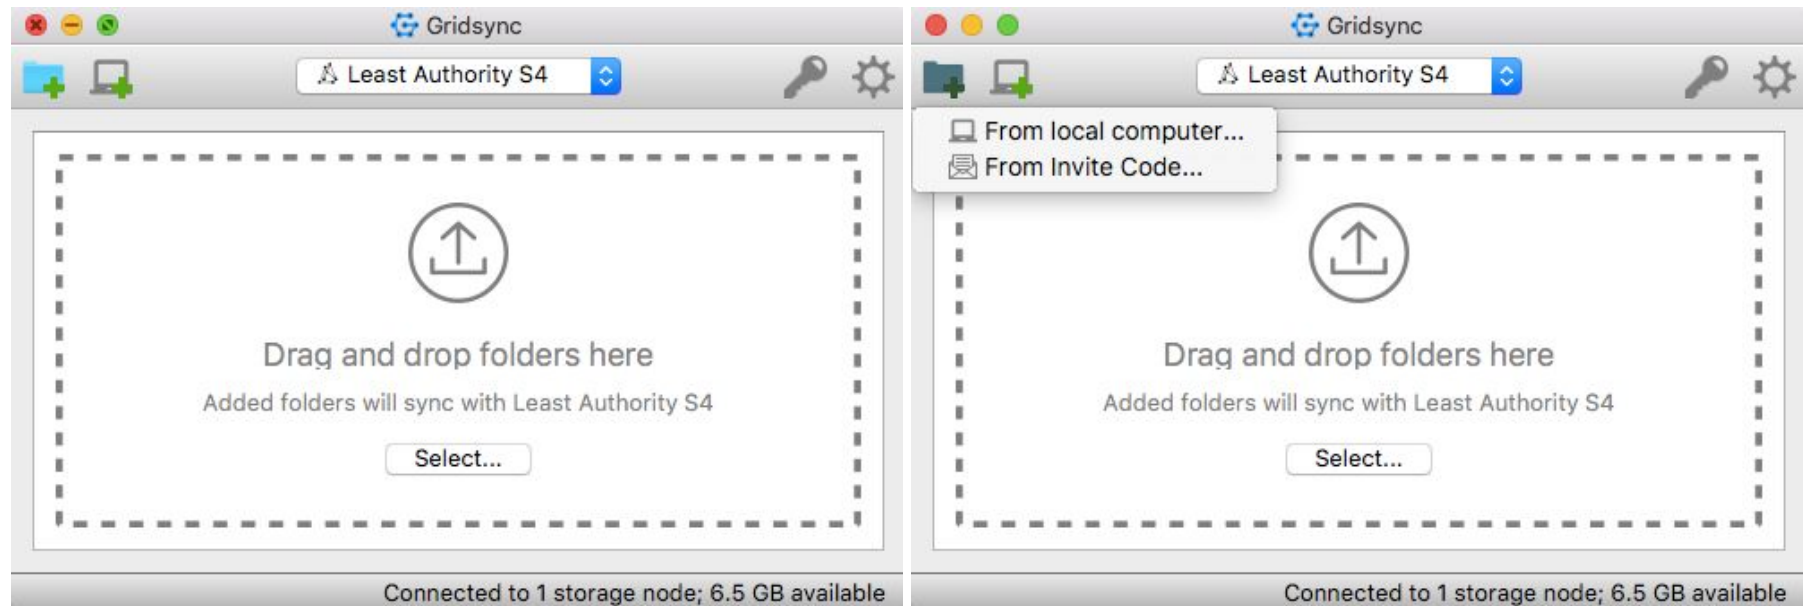 Gridsync
Least Authority S4
Drag and drop folders here
Added folders will sync with Least Authority S4
Select...
Connected to 1 storage node; 6.5 GB available
Gridsync
Least Authority S4
From local computer...
From Invite Code...
Drag and drop folders here
Added folders will sync with Least Authority S4
Select...
Connected to 1 storage node; 6.5 GB available